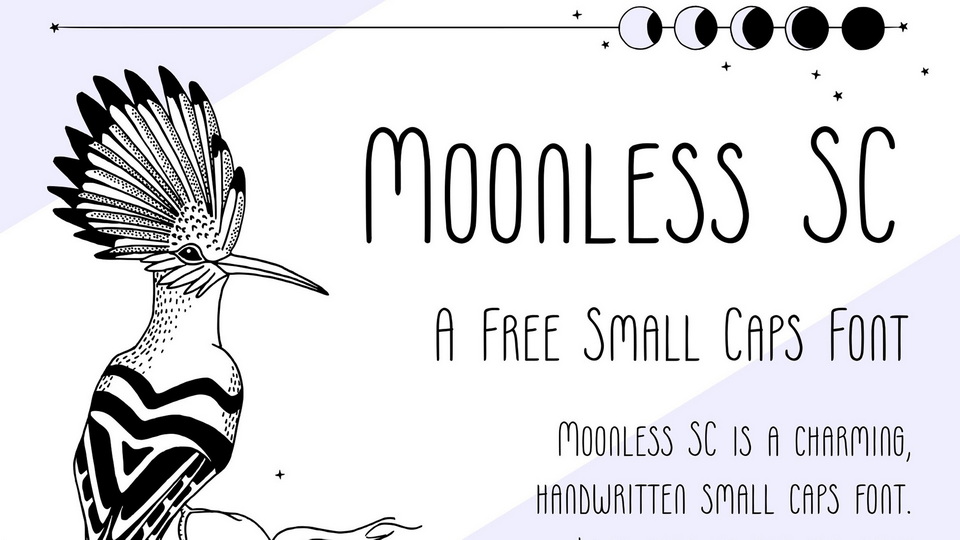 Moonless SC
A Free Small Caps Font
Moonless SC is a charming,
handwritten small caps font.